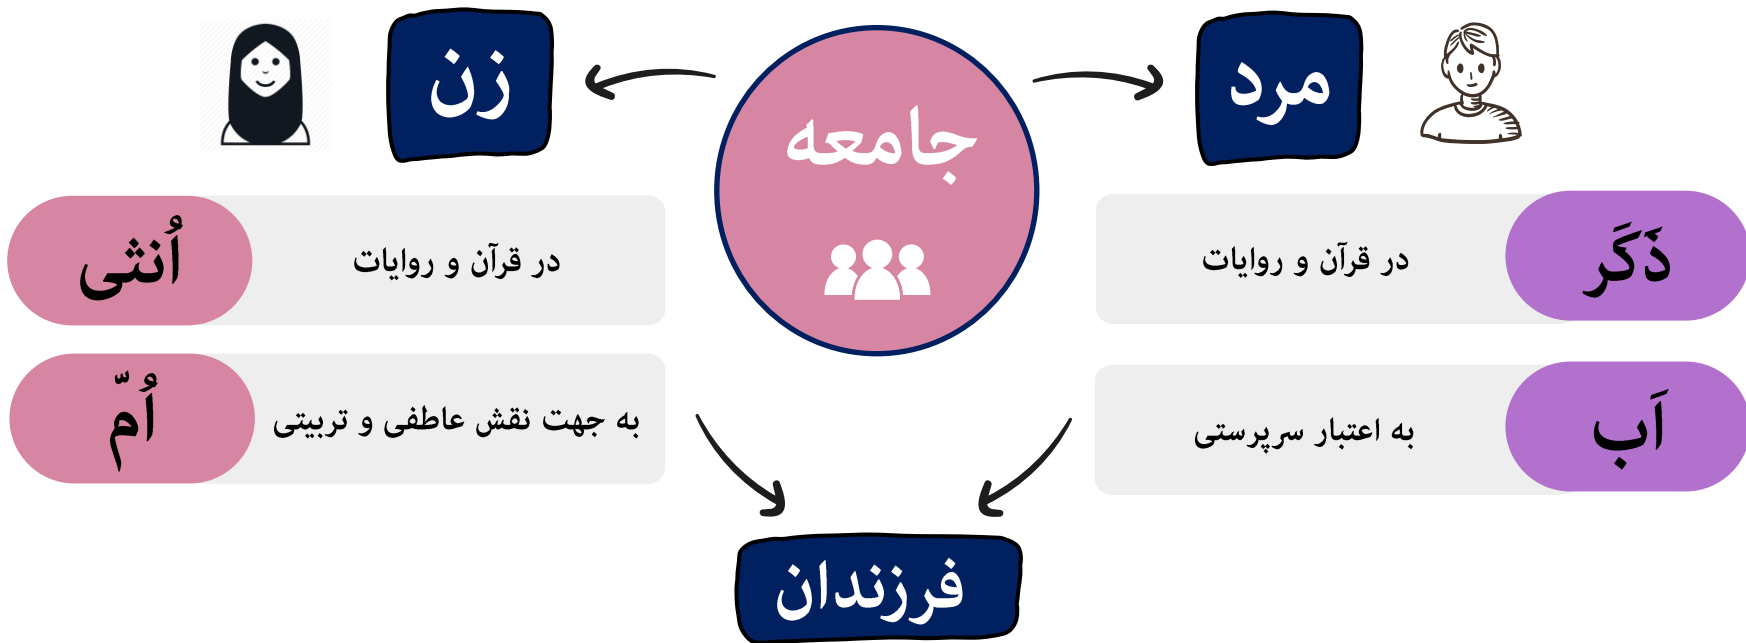 جامعه
مرد
ذَكَر
در قرآن و روایات
اَب
به اعتبار سرپرستی
زن
اُنثی
در قرآن و روایات
اُمّ
به جهت نقش عاطفی و تربیتی
فرزندان